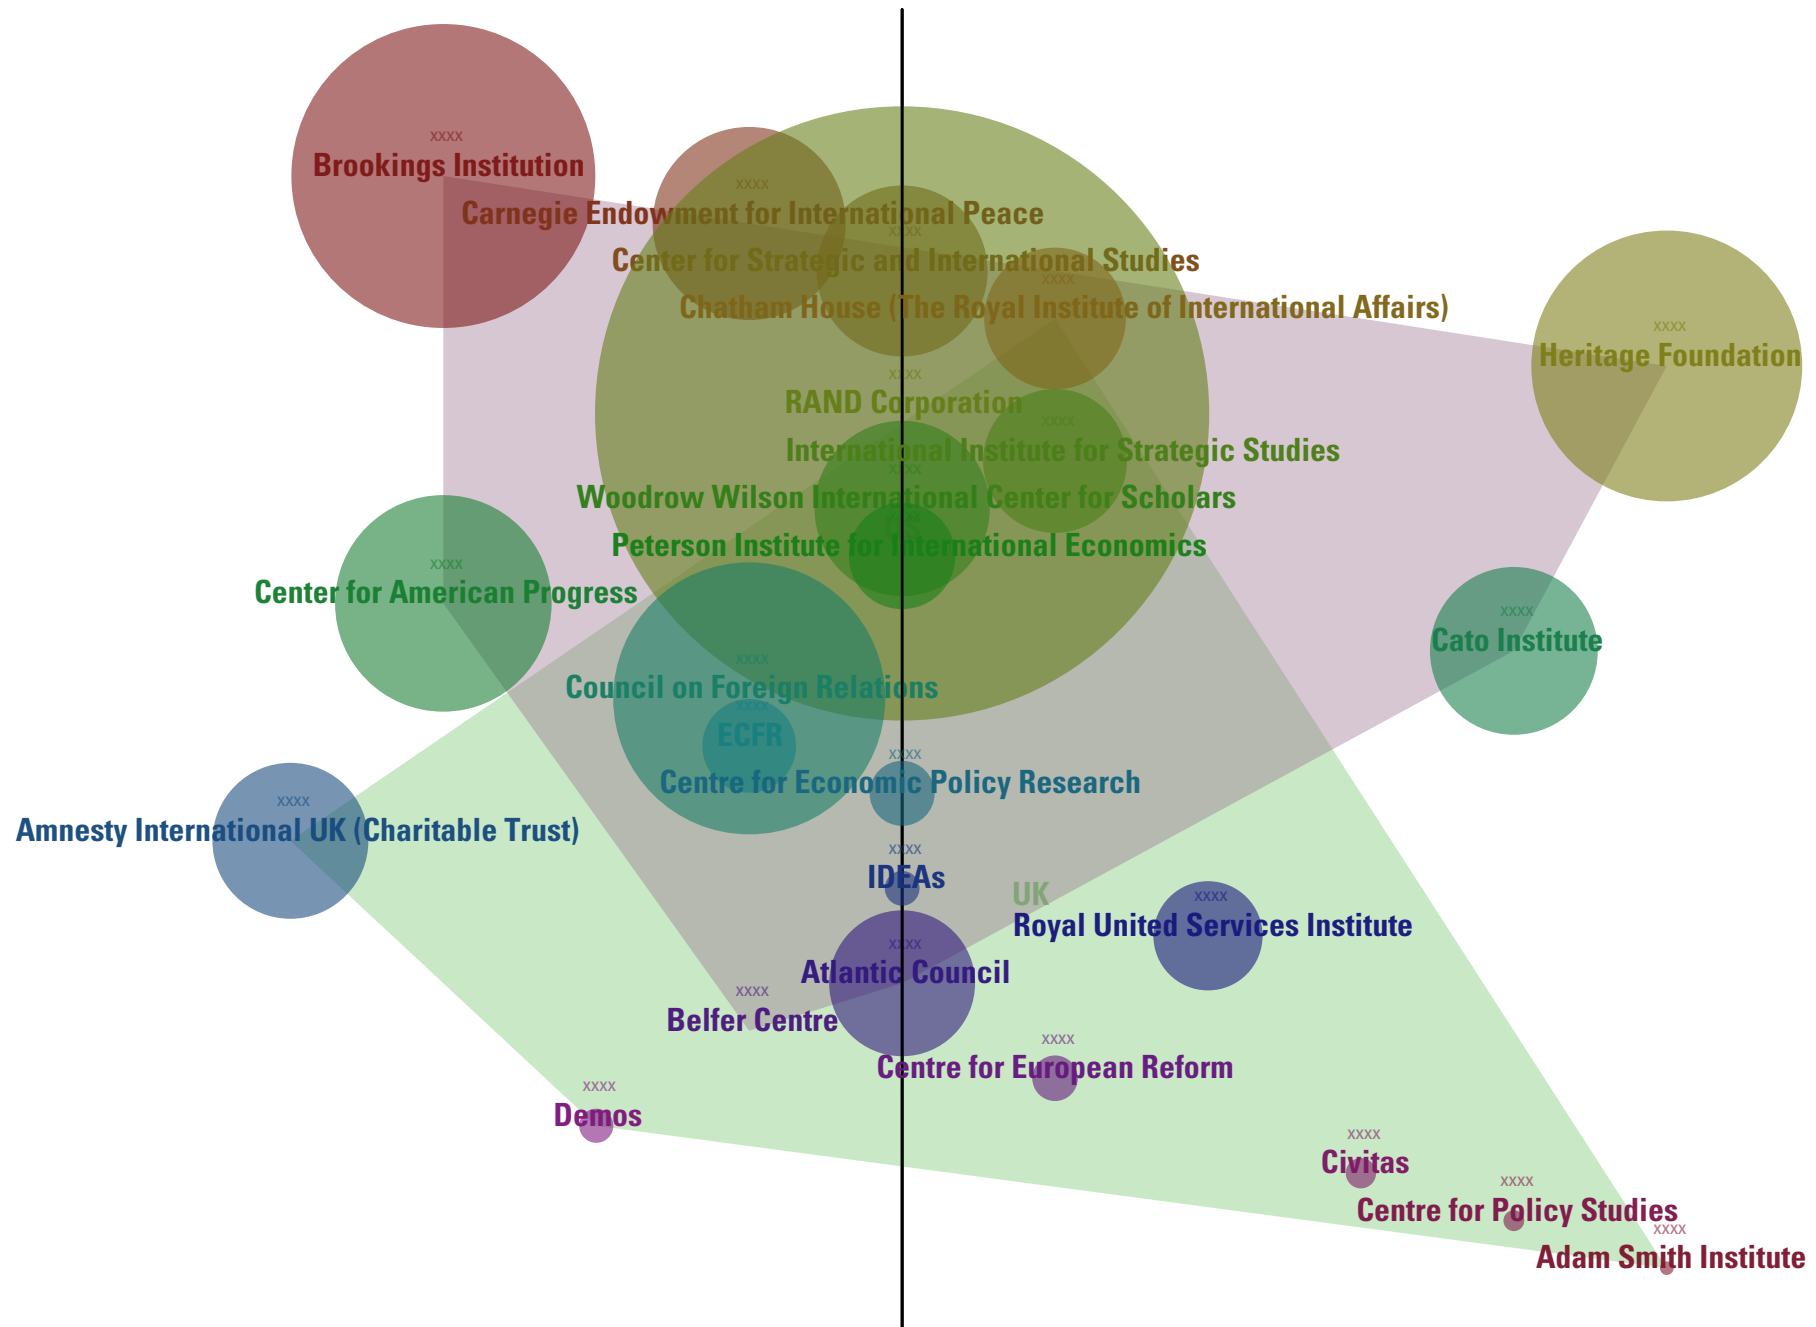 xxxx
Brookings Institution
xxxx
Carnegie Endowment for International Peace
xxxx
Center for Strategic and International Studies
xxxx
Chatham House (The Royal Institute of International Affairs)
xxxx
Heritage Foundation
xxxx
RAND Corporation
xxxx
International Institute for Strategic Studies
xxxx
Woodrow Wilson International Center for Scholars
xxxx
Peterson Institute for International Economics
xxxx
Center for American Progress
xxxx
Cato Institute
xxxx
Council on Foreign Relations
xxxx
ECFR
xxxx
Centre for Economic Policy Research
xxxx
Amnesty International UK (Charitable Trust)
xxxx
IDEAs
UK
xxxx
Royal United Services Institute
xxxx
Atlantic Council
xxxx
Belfer Centre
xxxx
Centre for European Reform
xxxx
Demos
xxxx
Civitas
xxxx
Centre for Policy Studies
xxxx
Adam Smith Institute